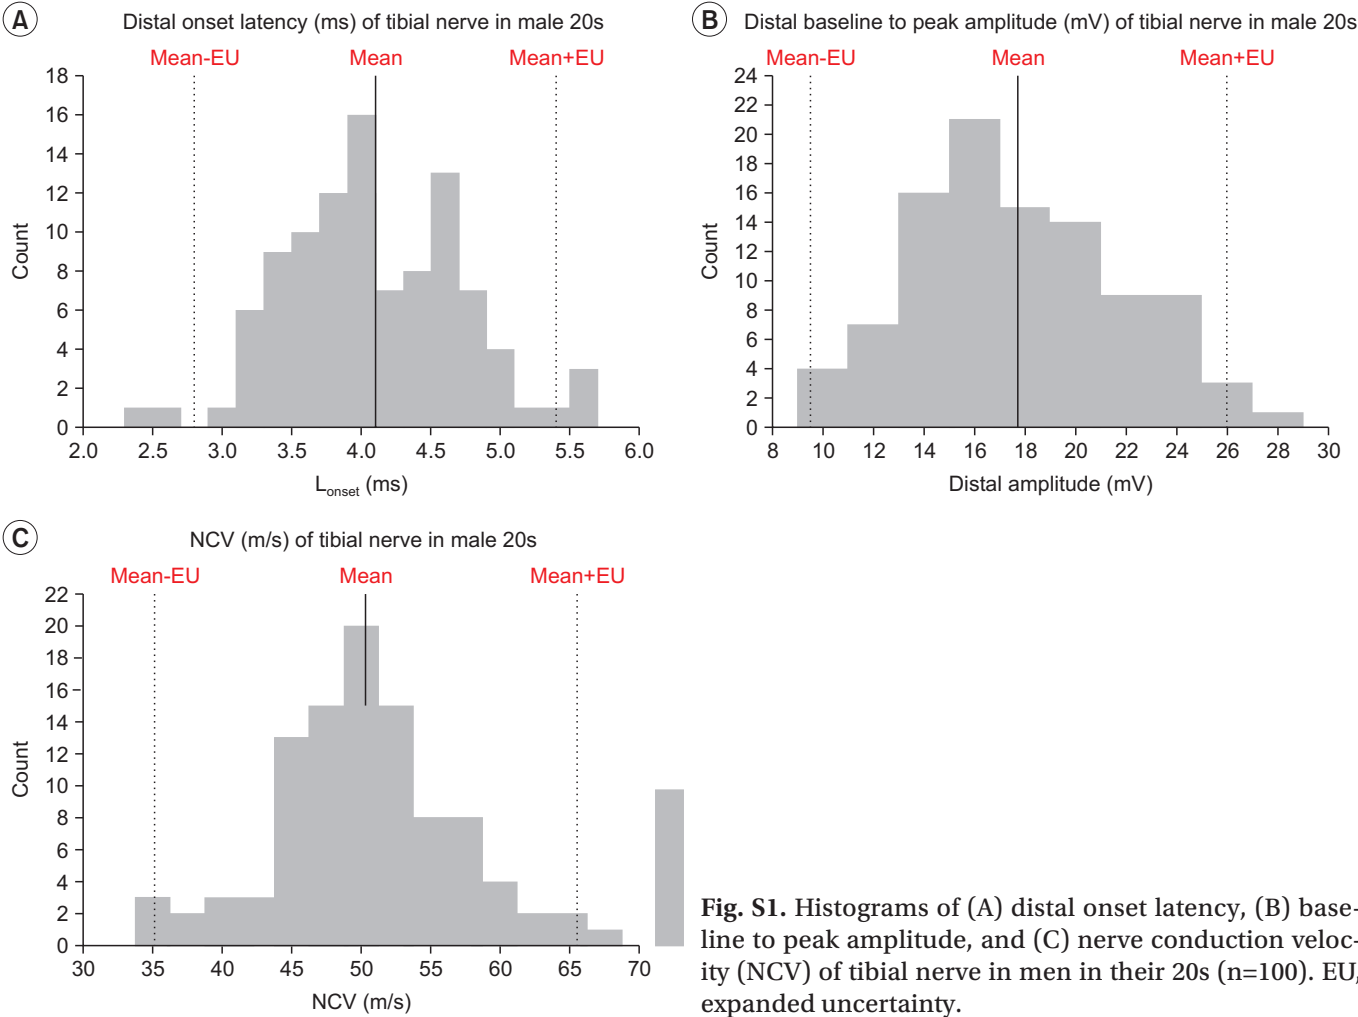 A
Distal onset latency (ms) of tibial nerve in male 20s
Mean-EU
Mean
Mean+EU
18
16
14
12
10
8
6
4
2
0
Count
2.0 2.5 3.0 3.5 4.0 4.5 5.0 5.5 6.0
Lonset (ms)
B
Distal baseline to peak amplitude (mV) of tibial nerve in male 20s
Mean-EU
Mean
Mean+EU
24
22
20
18
16
14
12
10
8
6
4
2
0
Count
8 10 12 14 16 18 20 22 24 26 28 30
Distal amplitude (mV)
C
NCV (m/s) of tibial nerve in male 20s
Mean-EU
Mean
Mean+EU
22
20
18
16
14
12
10
8
6
4
2
0
Count
30 35 40 45 50 55 60 65 70
NCV (m/s)
Fig. S1. Histograms of (A) distal onset latency, (B) base-
line to peak amplitude, and (C) nerve conduction veloc-
ity (NCV) of tibial nerve in men in their 20s (n=100). EU,
expanded uncertainty.